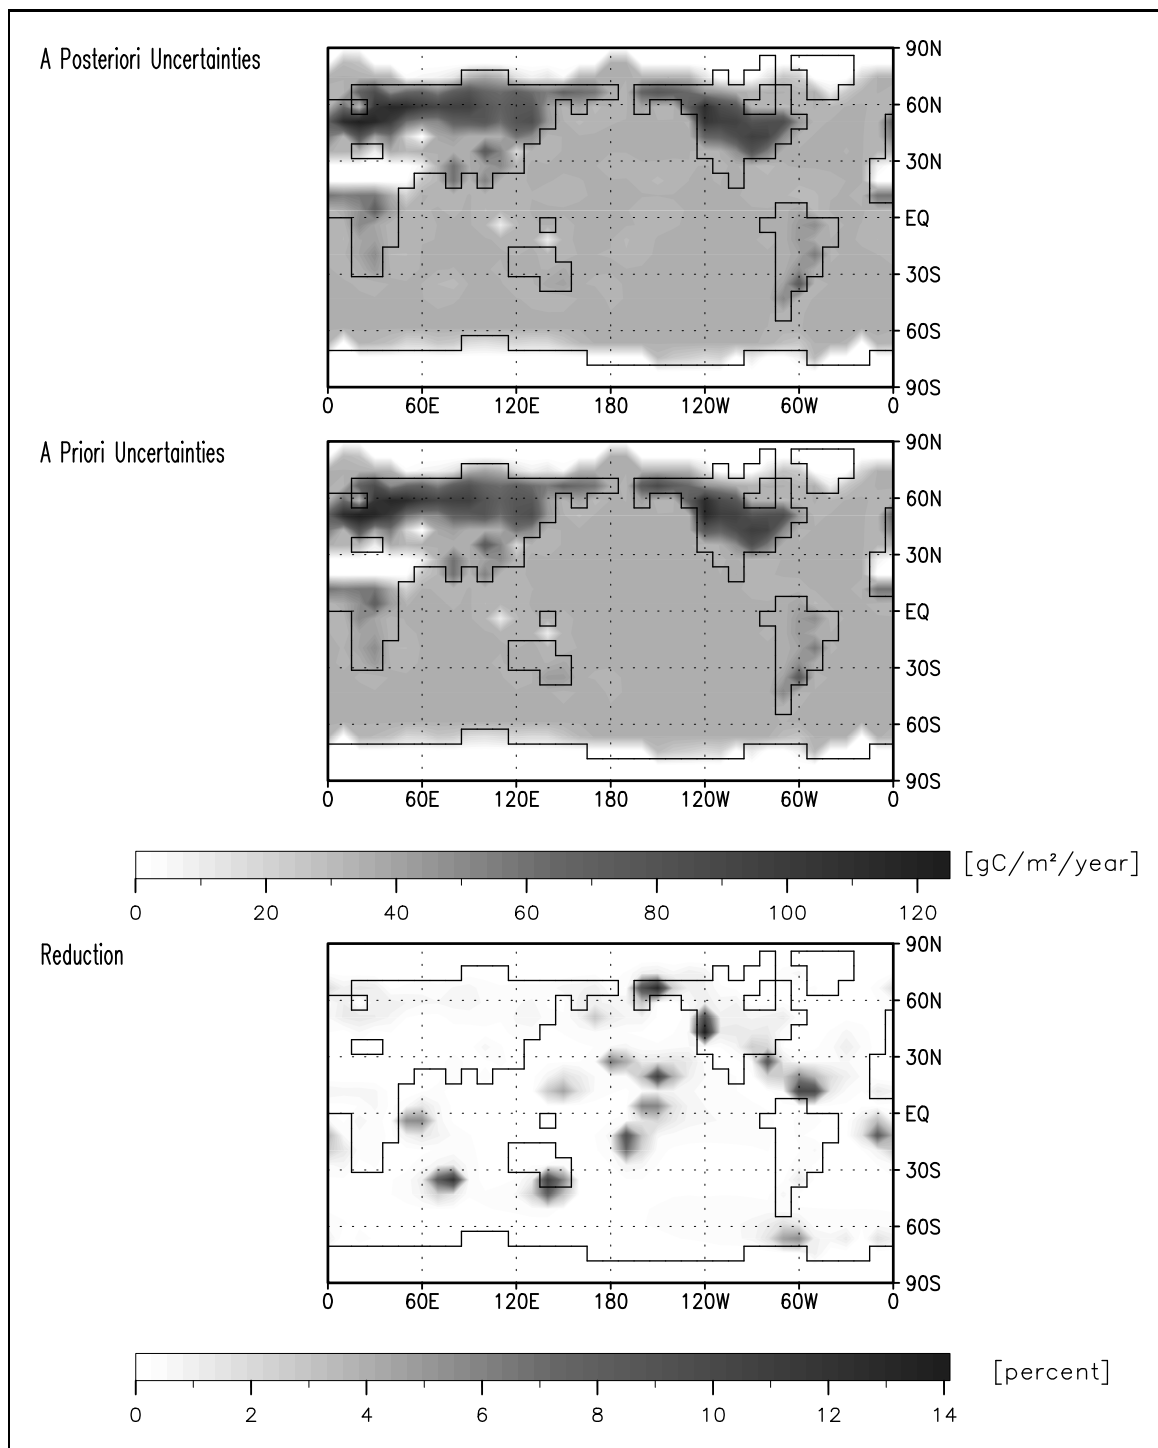 A Posteriori Uncertainties
90N
60N
30N
EQ
30S
60S
90S
0 60E 120E 180 120W 60W 0
A Priori Uncertainties
90N
60N
30N
EQ
30S
60S
90S
0 60E 120E 180 120W 60W 0
[gC/m²/year]
0 20 40 60 80 100 120
Reduction
90N
60N
30N
EQ
30S
60S
90S
0 60E 120E 180 120W 60W 0
[percent]
0 2 4 6 8 10 12 14